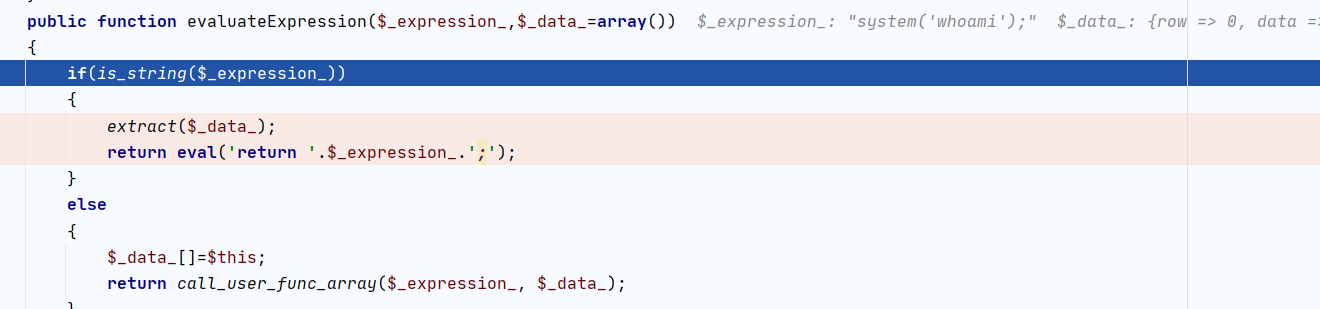 public function evaluateExpression($_expression_,$_data_=array())  $_expression_: "system('whoami');"  $_data_: {row => 0, data =>
{
if(is_string($_expression_))
{
extract($_data_);
return eval('return '.$_expression_.';');
}
else
{
$_data_[]=$this;
return call_user_func_array($_expression_, $_data_);
}